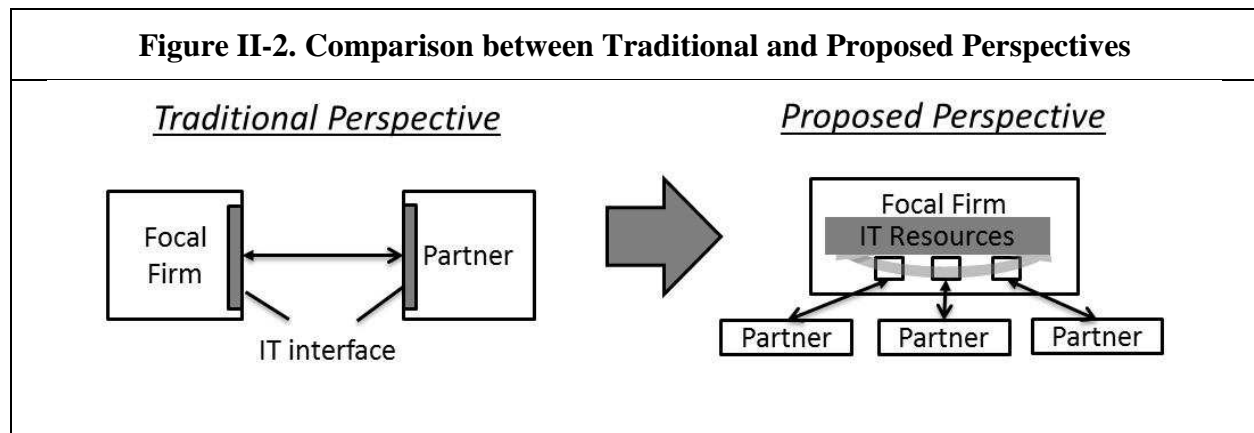 Figure II-2. Comparison between Traditional and Proposed Perspectives
Traditional Perspective
Focal
Firm
Partner
IT interface
Proposed Perspective
Focal Firm
IT Resources
Partner
Partner
Partner